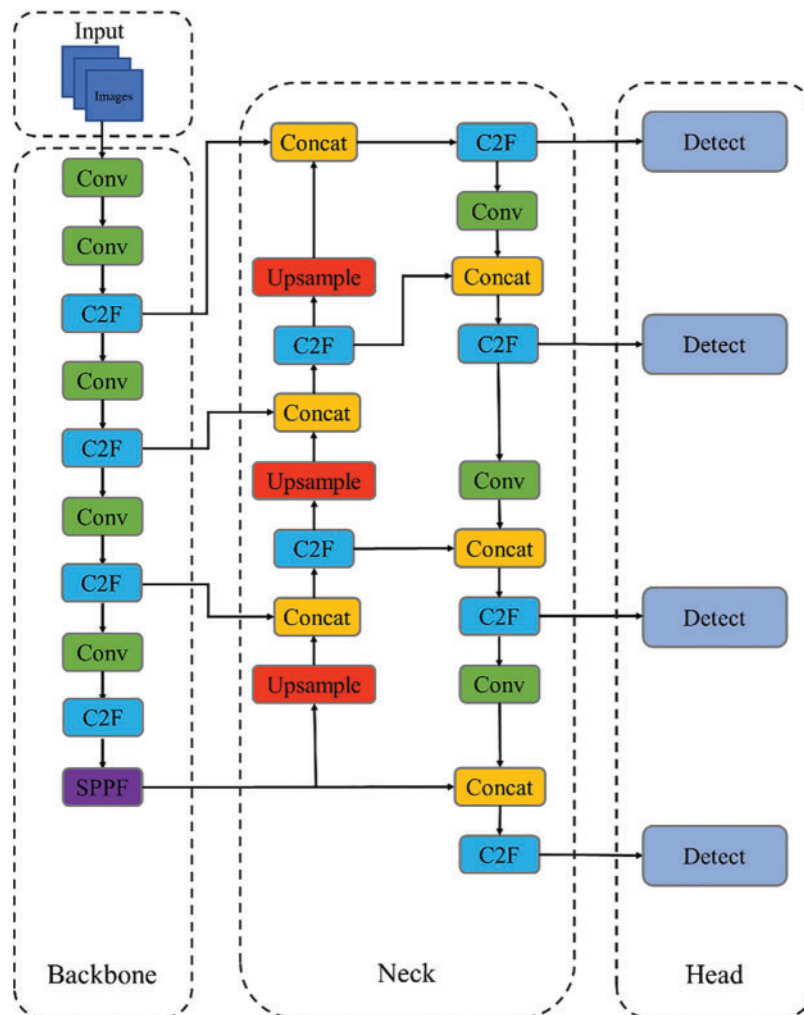 Input
Images
Conv
Conv
C2F
Conv
C2F
Conv
C2F
Conv
C2F
SPPF
Backbone
Concat
Upsample
C2F
Concat
Upsample
C2F
Concat
Upsample
C2F
Conv
Concat
C2F
Conv
Concat
C2F
Conv
Concat
C2F
Neck
Detect
Detect
Detect
Detect
Head